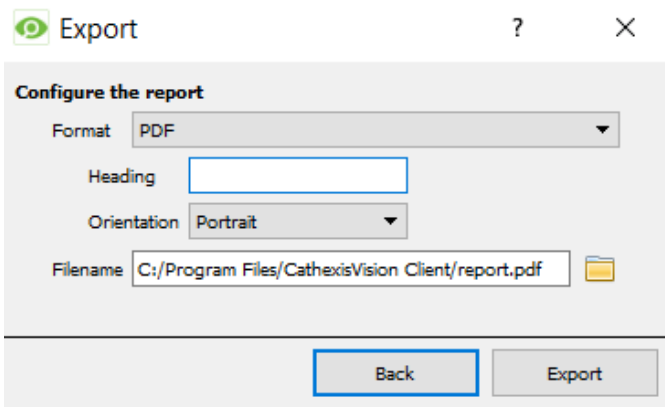 Export ?
Configure the report
Format PDF
Heading
Orientation Portrait
Filename C:/Program Files/CathexisVision Client/report.pdf
Back Export